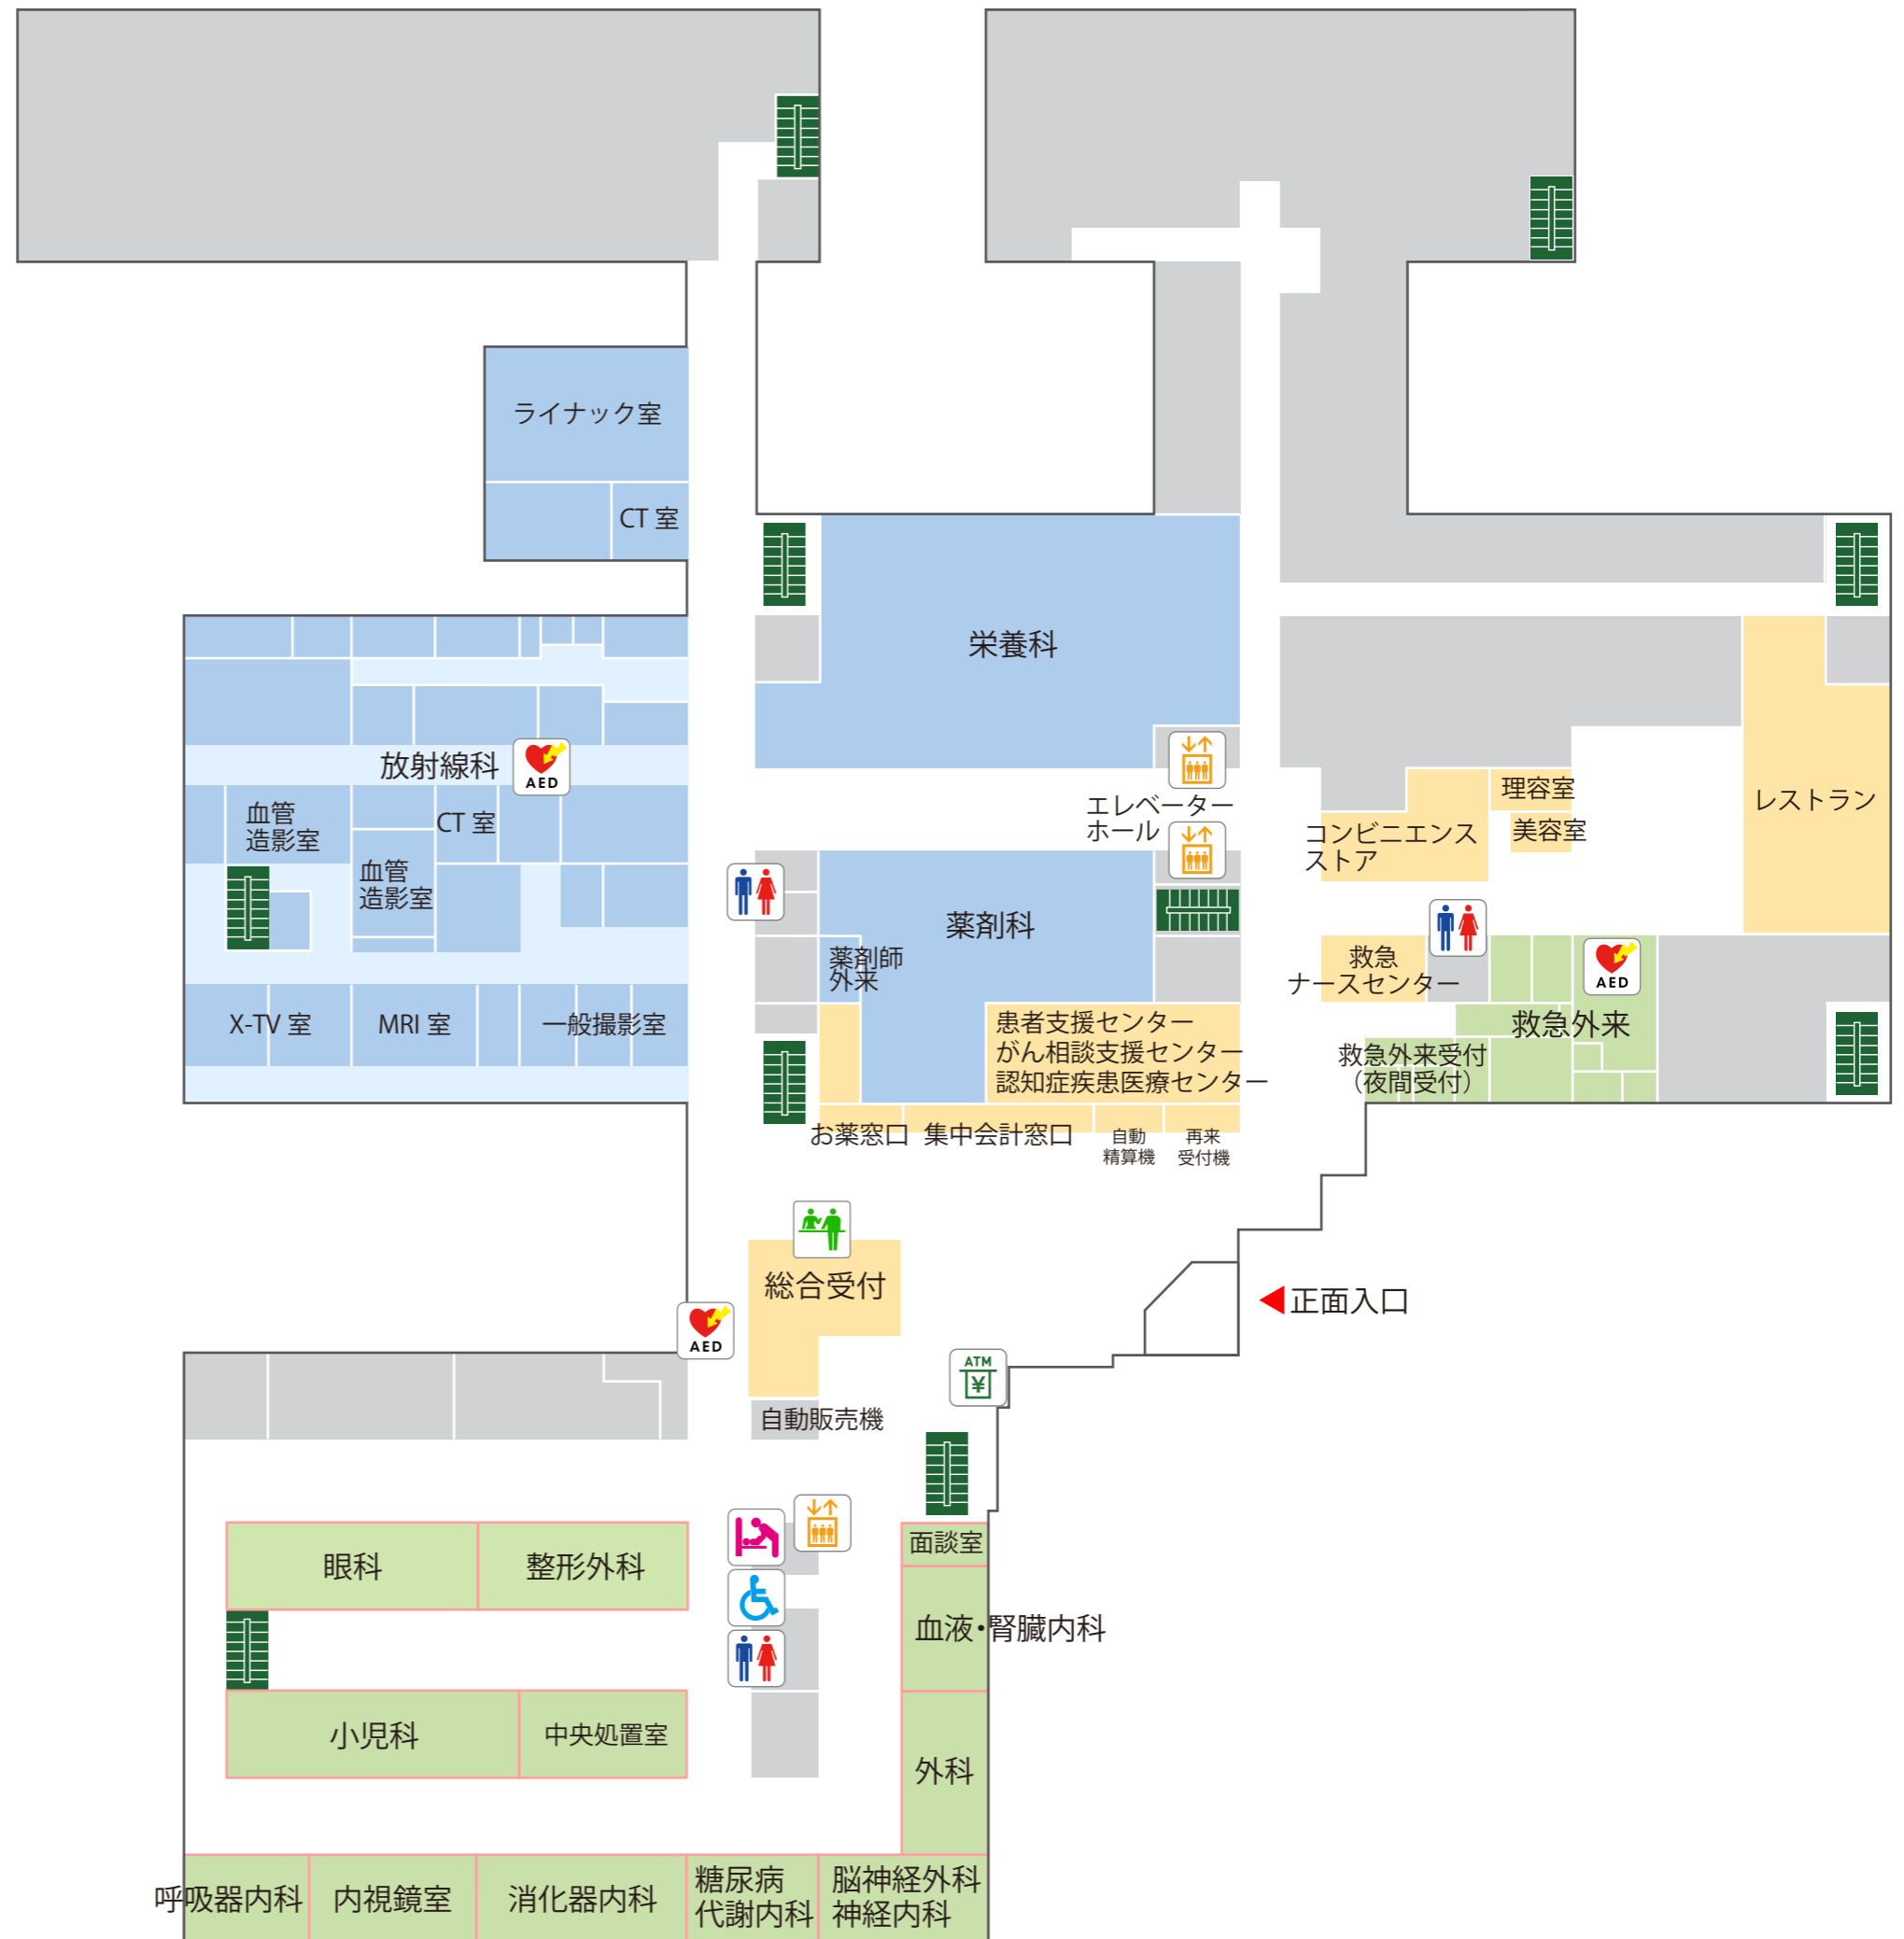 ライナック室
CT 室
栄養科
放射線科
AED
血管
造影室
CT 室
血管
造影室
エレベーター
ホール
理容室
美容室
コンビニエンス
ストア
レストラン
薬剤科
薬剤師
外来
救急
ナースセンター
AED
救急外来
救急外来受付
（夜間受付）
X-TV 室
MRI 室
一般撮影室
患者支援センター
がん相談支援センター
認知症疾患医療センター
お薬窓口
集中会計窓口
自動
精算機
再来
受付機
総合受付
正面入口
AED
ATM
¥
自動販売機
眼科
整形外科
面談室
血液・腎臓内科
小児科
中央処置室
外科
呼吸器内科
内視鏡室
消化器内科
糖尿病
代謝内科
脳神経外科
神経内科